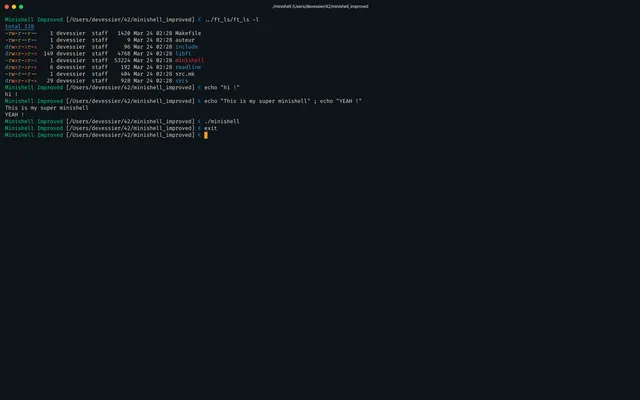 ./minishell /Users/devessier/42/minishell_improved
Minishell Improved [/Users/devessier/42/minishell_improved] € ../ft_ls/ft_ls -l
total 128
-rw-r--r-- 1 devessier staff 1420 Mar 24 02:28 Makefile
-rw-r--r-- 1 devessier staff 9 Mar 24 02:28 auteur
drwxr-xr-x 3 devessier staff 96 Mar 24 02:28 include
drwxr-xr-x 149 devessier staff 4768 Mar 24 02:28 libft
-rwxr-xr-x 1 devessier staff 53224 Mar 24 02:28 minishell
drwxr-xr-x 6 devessier staff 192 Mar 24 02:28 readline
-rw-r--r-- 1 devessier staff 404 Mar 24 02:28 src.mk
drwxr-xr-x 29 devessier staff 928 Mar 24 02:28 srcs
Minishell Improved [/Users/devessier/42/minishell_improved] € echo "hi !"
hi !
Minishell Improved [/Users/devessier/42/minishell_improved] € echo "This is my super minishell" ; echo "YEAH !"
This is my super minishell
YEAH !
Minishell Improved [/Users/devessier/42/minishell_improved] € ./minishell
Minishell Improved [/Users/devessier/42/minishell_improved] € exit
Minishell Improved [/Users/devessier/42/minishell_improved] €